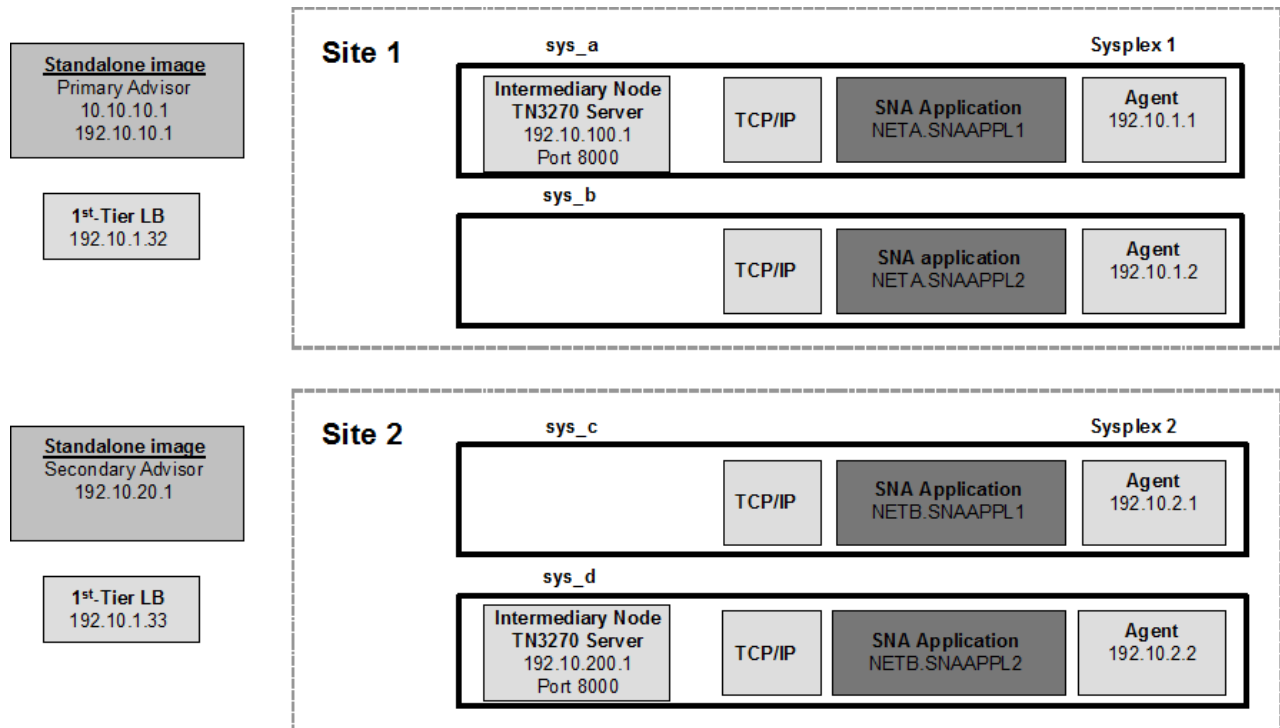 Standalone image
Primary Advisor
10.10.10.1
192.10.10.1
1st-Tier LB
192.10.1.32
Site 1
sys_a
Sysplex 1
Intermediary Node
TN3270 Server
192.10.100.1
Port 8000
TCP/IP
SNA Application
NETA.SNAAPPL1
Agent
192.10.1.1
sys_b
TCP/IP
SNA application
NETA.SNAAPPL2
Agent
192.10.1.2
Standalone image
Secondary Advisor
192.10.20.1
1st-Tier LB
192.10.1.33
Site 2
sys_c
Sysplex 2
TCP/IP
SNA Application
NETB.SNAAPPL1
Agent
192.10.2.1
sys_d
Intermediary Node
TN3270 Server
192.10.200.1
Port 8000
TCP/IP
SNA Application
NETB.SNAAPPL2
Agent
192.10.2.2